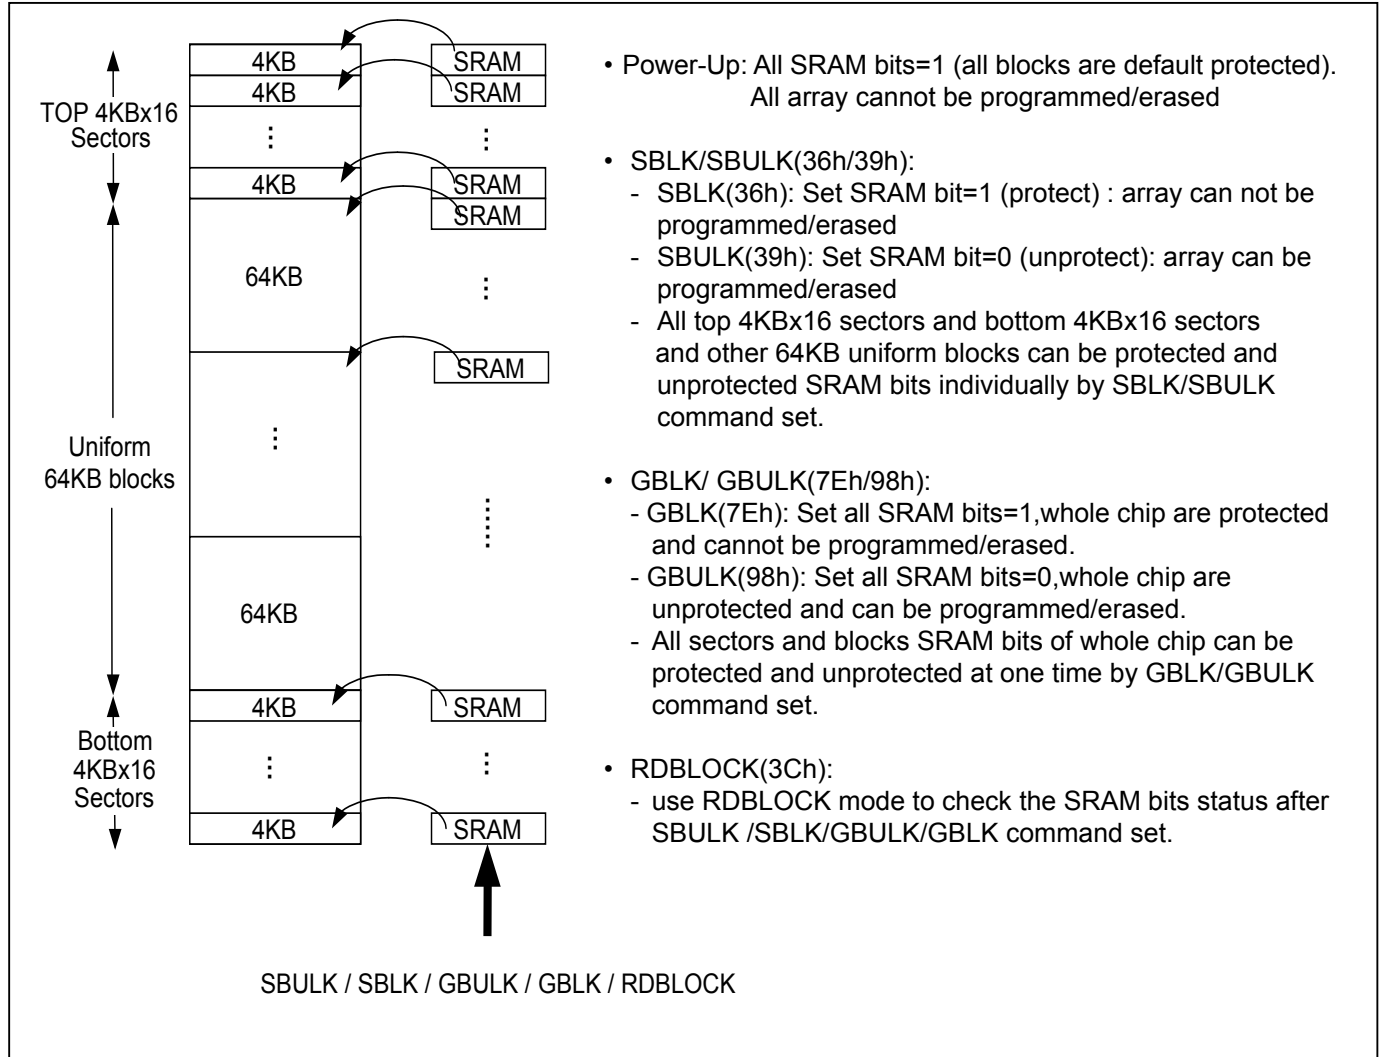 4KB
SRAM
4KB
SRAM
TOP 4KBx16
Sectors
4KB
SRAM
SRAM
64KB
SRAM
Uniform
64KB blocks
64KB
4KB
SRAM
Bottom
4KBx16
Sectors
4KB
SRAM
SBULK / SBLK / GBULK / GBLK / RDBLOCK
• Power-Up: All SRAM bits=1 (all blocks are default protected).
All array cannot be programmed/erased
• SBLK/SBULK(36h/39h):
- SBLK(36h): Set SRAM bit=1 (protect) : array can not be
programmed/erased
- SBULK(39h): Set SRAM bit=0 (unprotect): array can be
programmed/erased
- All top 4KBx16 sectors and bottom 4KBx16 sectors
and other 64KB uniform blocks can be protected and
unprotected SRAM bits individually by SBLK/SBULK
command set.
• GBLK/ GBULK(7Eh/98h):
- GBLK(7Eh): Set all SRAM bits=1,whole chip are protected
and cannot be programmed/erased.
- GBULK(98h): Set all SRAM bits=0,whole chip are
unprotected and can be programmed/erased.
- All sectors and blocks SRAM bits of whole chip can be
protected and unprotected at one time by GBLK/GBULK
command set.
• RDBLOCK(3Ch):
- use RDBLOCK mode to check the SRAM bits status after
SBULK /SBLK/GBULK/GBLK command set.